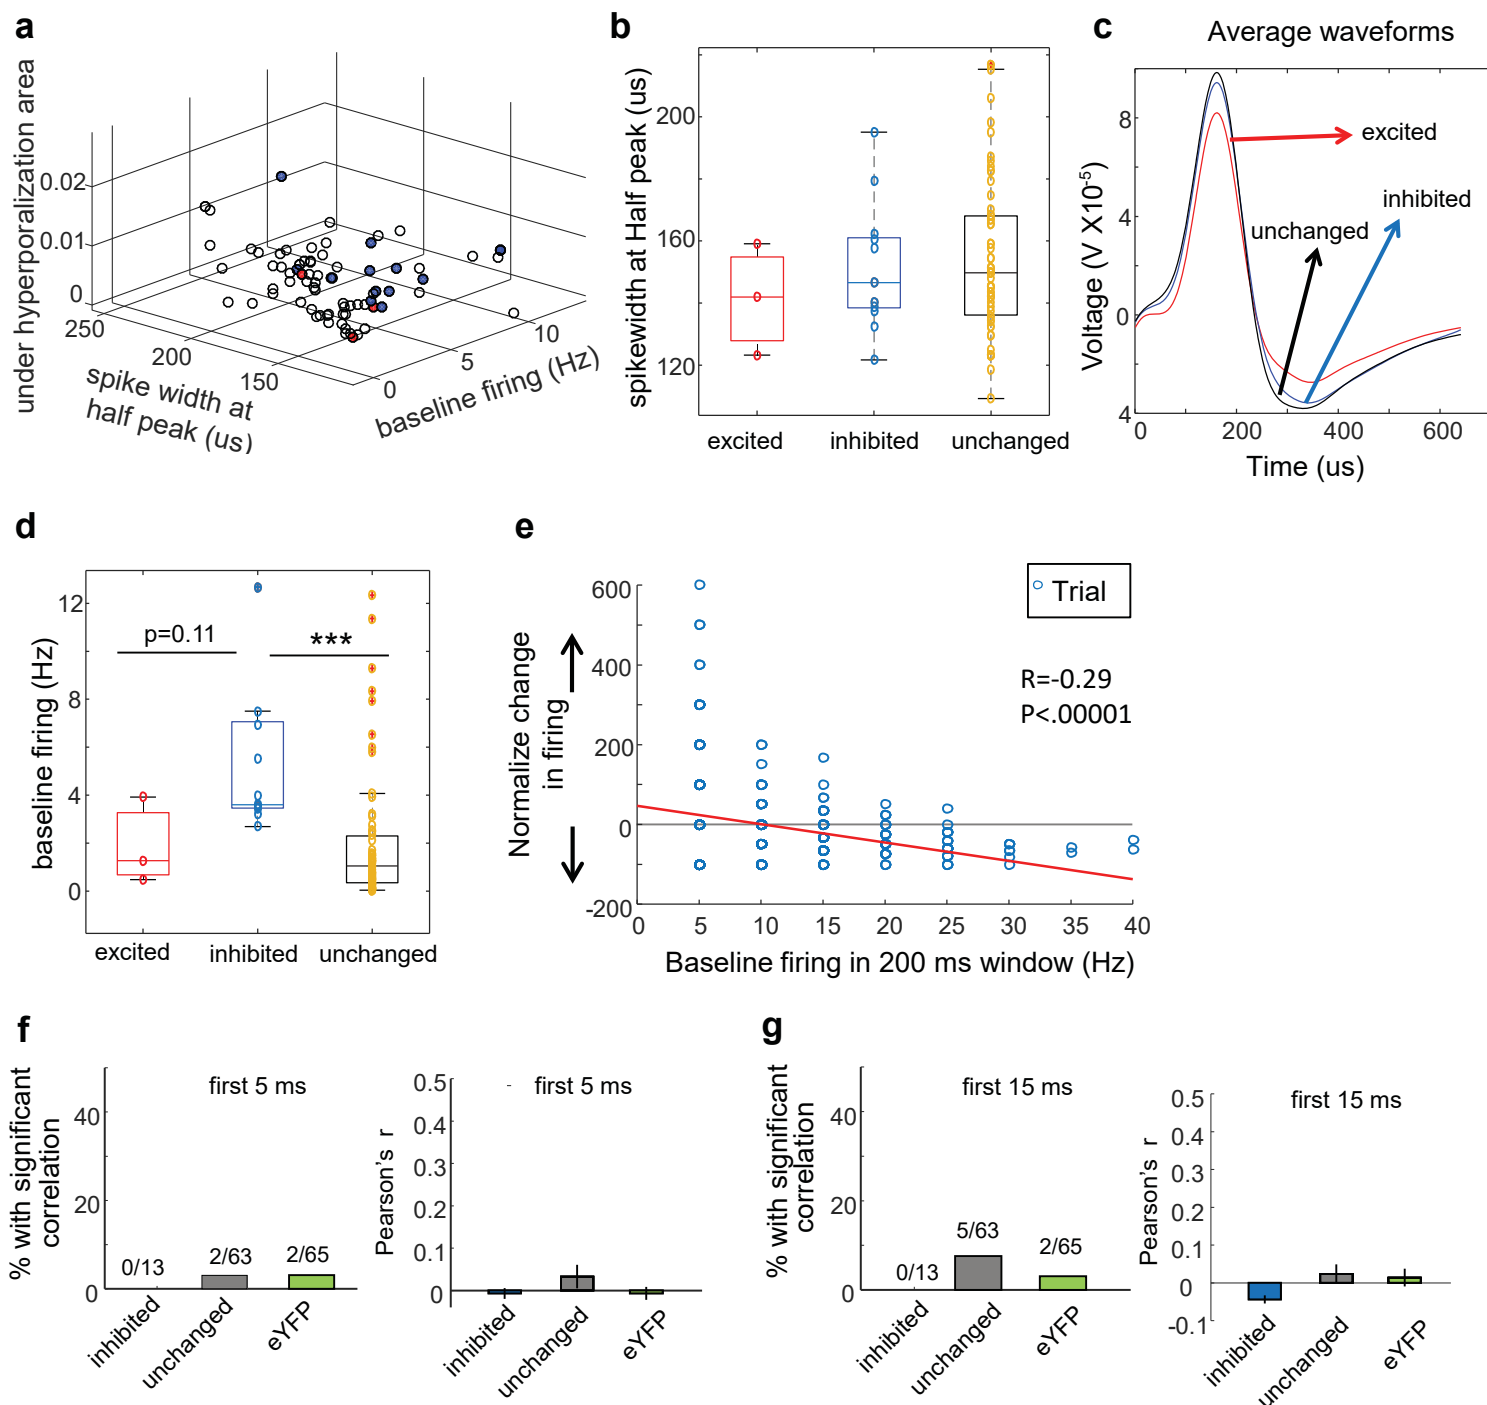 a
under hyperporalization area
0.02
0.01
0
250
200
150
spike width at
half peak (us)
0
5
10
baseline firing (Hz)
b
spikewidth at Half peak (us)
200
160
120
excited
inhibited
unchanged
c
Average waveforms
Voltage (V X10-5)
8
4
0
4
excited
inhibited
unchanged
0
200
400
600
Time (us)
d
baseline firing (Hz)
12
8
4
0
p=0.11
***
excited
inhibited
unchanged
e
Normalize change
in firing
600
400
200
0
-200
Trial
R=-0.29
P<.00001
0
5
10
15
20
25
30
35
40
Baseline firing in 200 ms window (Hz)
f
% with significant
correlation
first 5 ms
40
20
0
0/13
2/63
2/65
inhibited
unchanged
eYFP
Pearson's r
first 5 ms
0.5
0.4
0.3
0.2
0.1
0
inhibited
unchanged
eYFP
g
% with significant
correlation
first 15 ms
40
20
0
0/13
5/63
2/65
inhibited
unchanged
eYFP
Pearson's r
first 15 ms
0.5
0.4
0.3
0.2
0.1
0
-0.1
inhibited
unchanged
eYFP